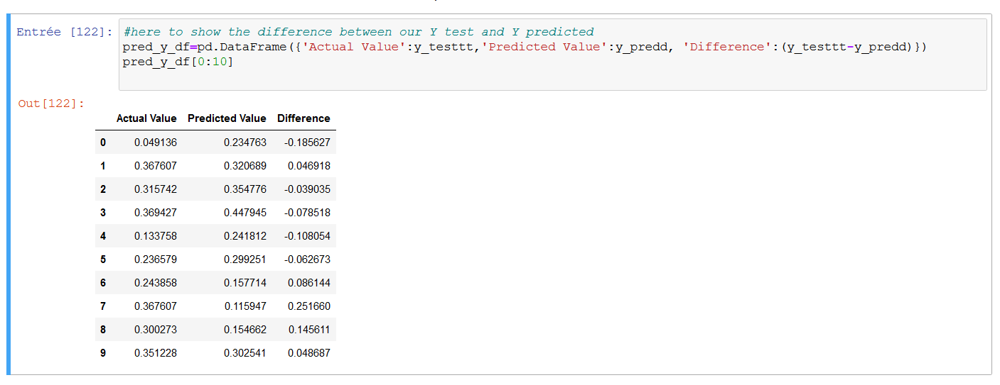 Entrée [122]: #here to show the difference between our Y test and Y predicted
pred_y_df=pd.DataFrame({'Actual Value':y_testtt,'Predicted Value':y_predd, 'Difference':(y_testtt-y_predd)})
pred_y_df[0:10]
Out[122]:
Actual Value Predicted Value Difference
0 0.049136 0.234763 -0.185627
1 0.367607 0.320689 0.046918
2 0.315742 0.354776 -0.039035
3 0.369427 0.447945 -0.078518
4 0.133758 0.241812 -0.108054
5 0.236579 0.299251 -0.062673
6 0.243858 0.157714 0.086144
7 0.367607 0.115947 0.251660
8 0.300273 0.154662 0.145611
9 0.351228 0.302541 0.048687